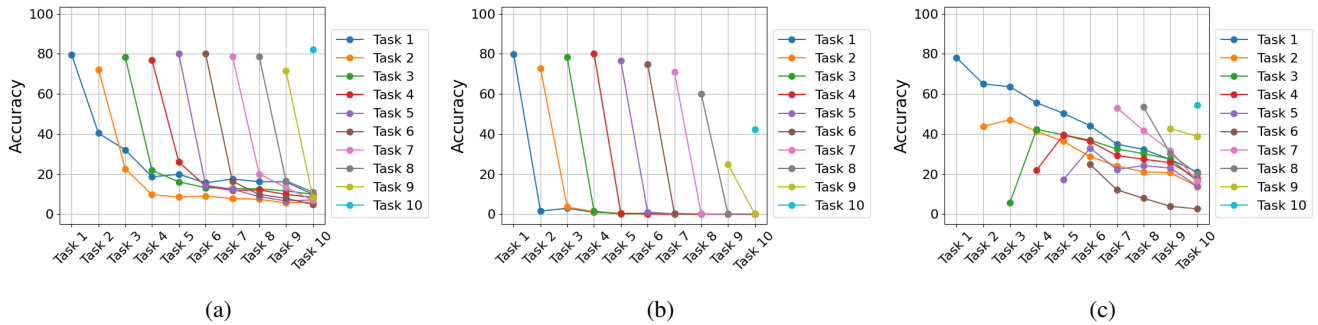 100
80
60
40
20
0
Accuracy
Task 1
Task 2
Task 3
Task 4
Task 5
Task 6
Task 7
Task 8
Task 9
Task 10
Task 1
Task 2
Task 3
Task 4
Task 5
Task 6
Task 7
Task 8
Task 9
Task 10
(a)
100
80
60
40
20
0
Accuracy
Task 1
Task 2
Task 3
Task 4
Task 5
Task 6
Task 7
Task 8
Task 9
Task 10
Task 1
Task 2
Task 3
Task 4
Task 5
Task 6
Task 7
Task 8
Task 9
Task 10
(b)
100
80
60
40
20
0
Accuracy
Task 1
Task 2
Task 3
Task 4
Task 5
Task 6
Task 7
Task 8
Task 9
Task 10
Task 1
Task 2
Task 3
Task 4
Task 5
Task 6
Task 7
Task 8
Task 9
Task 10
(c)